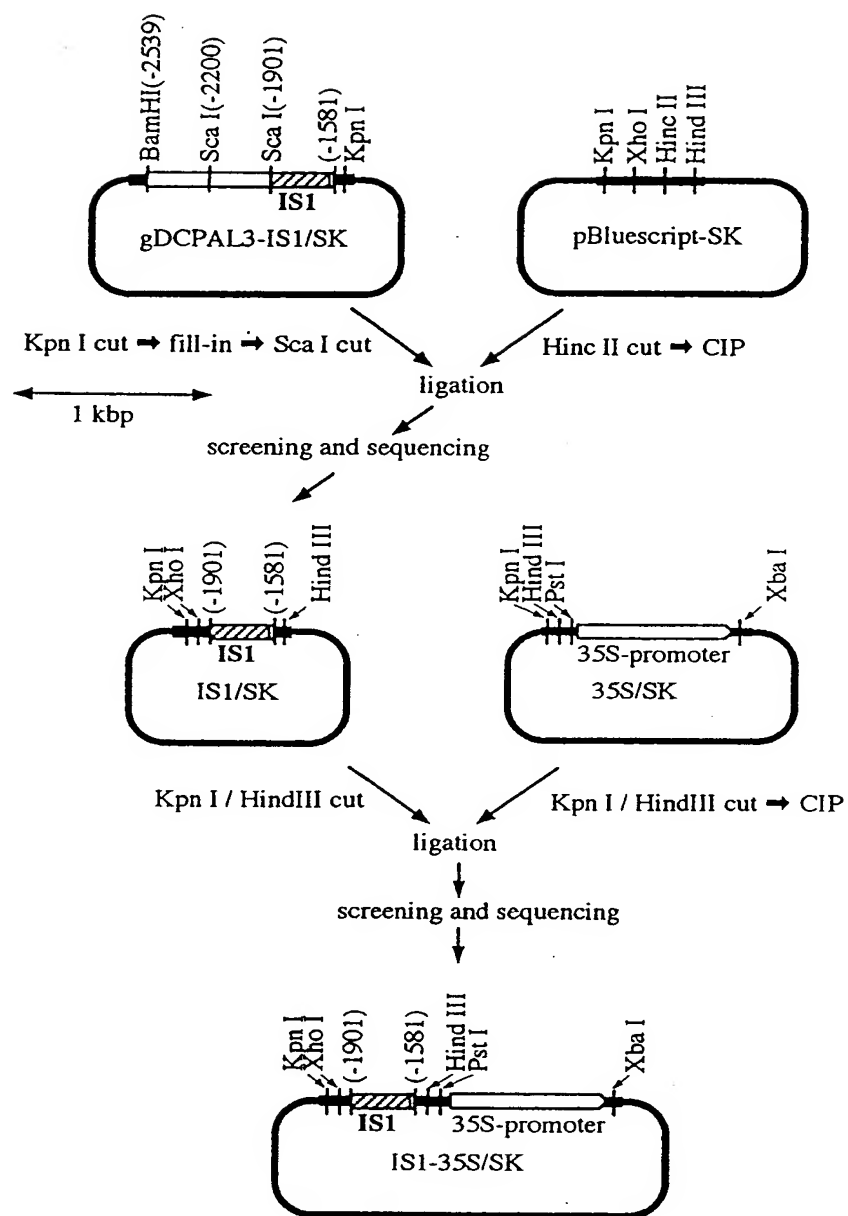 BamHI(-2539)
Sca I(-2200)
Sca I(-1901)
(-1581)
Kpn I
IS1
gDCPAL3-IS1/SK
Kpn I
Xho I
Hinc II
Hind III
pBluescript-SK
Kpn I cut ➡ fill-in ➡ Sca I cut
Hinc II cut ➡ CIP
ligation
1 kbp
screening and sequencing
Kpn I
Xho I
(-1901)
(-1581)
Hind III
IS1
IS1/SK
Kpn I
Hind III
Pst I
Xba I
35S-promoter
35S/SK
Kpn I / HindIII cut
Kpn I / HindIII cut ➡ CIP
ligation
screening and sequencing
Kpn I
Xho I
(-1901)
(-1581)
Hind III
Pst I
Xba I
IS1
35S-promoter
IS1-35S/SK